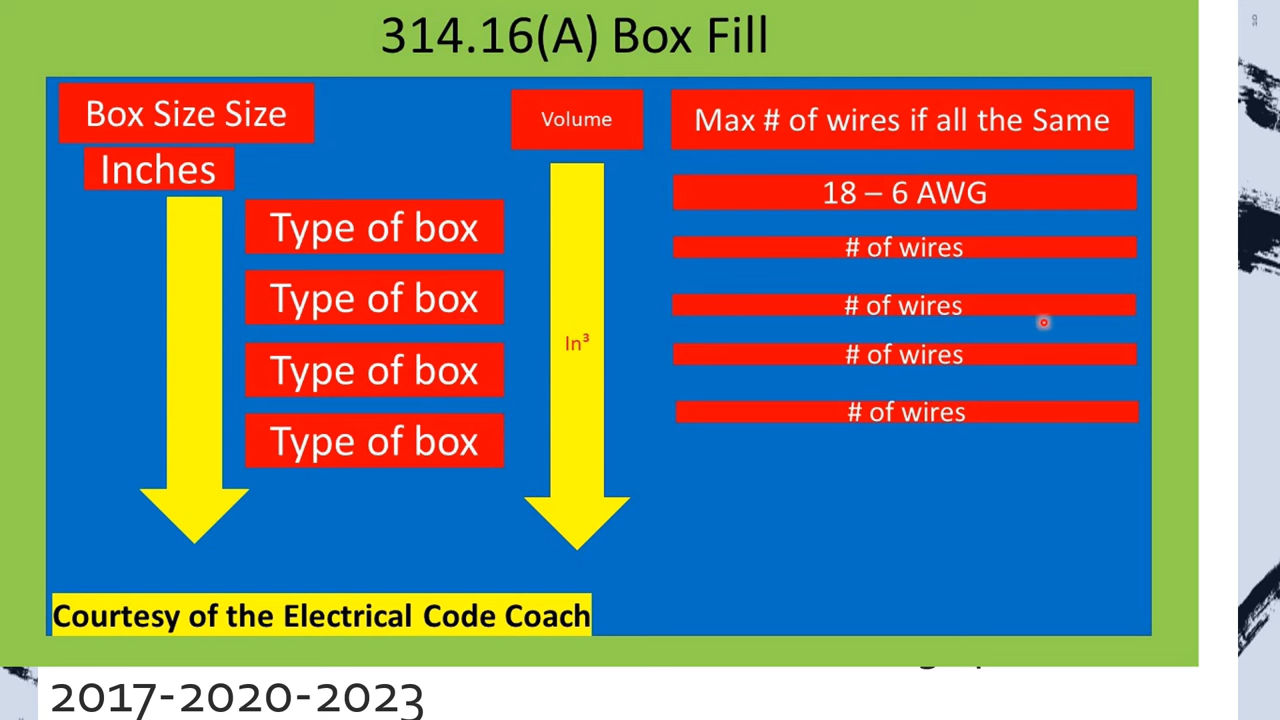 314.16(A) Box Fill
Box Size Size
Inches
Volume
Max # of wires if all the Same
18 – 6 AWG
Type of box
# of wires
Type of box
# of wires
In³
Type of box
# of wires
Type of box
# of wires
Courtesy of the Electrical Code Coach
2017-2020-2023